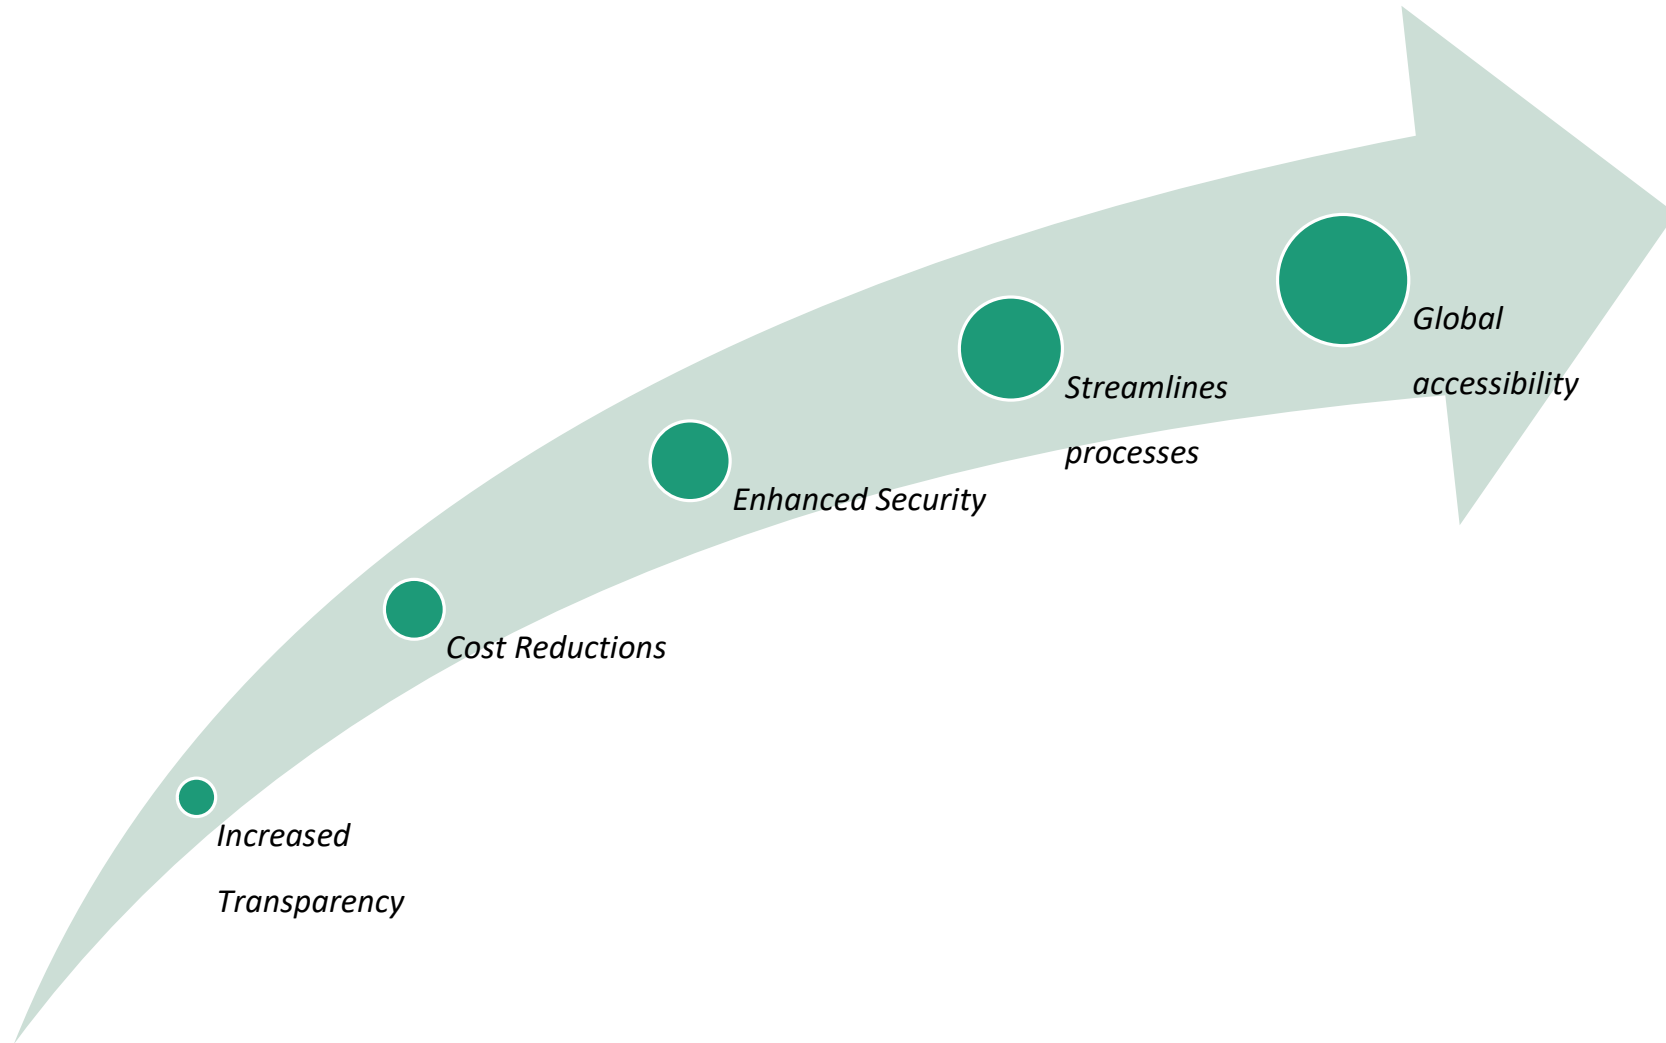 Global
accessibility
Streamlines
processes
Enhanced Security
Cost Reductions
Increased
Transparency